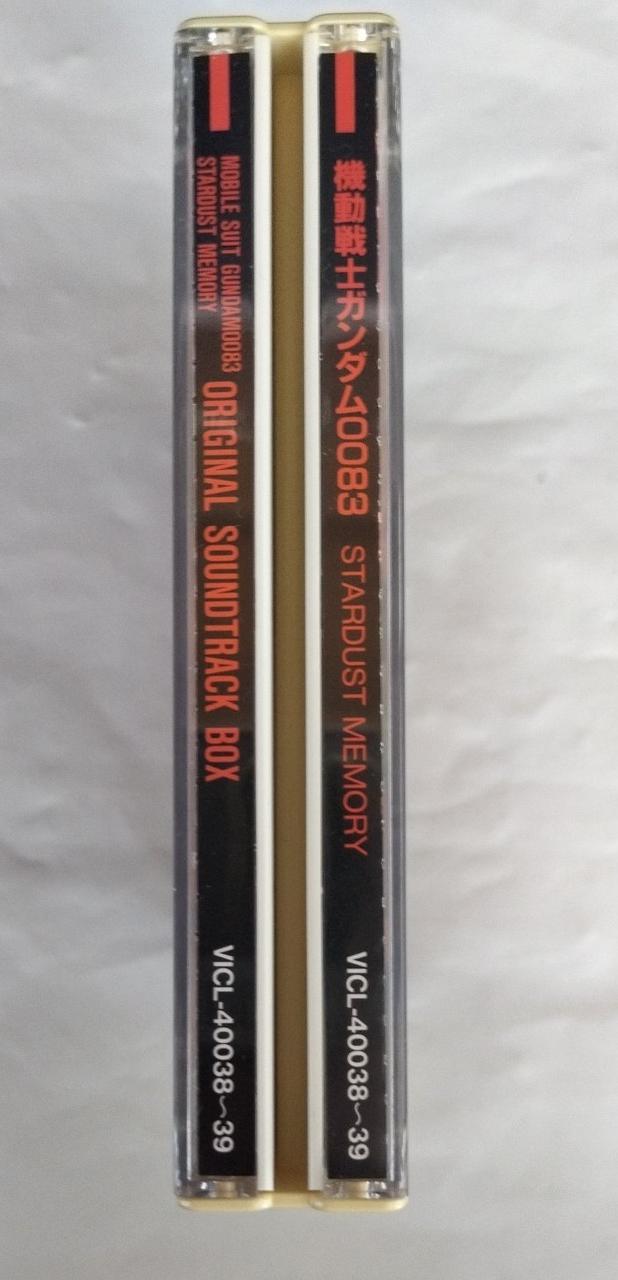 MOBILE SUIT GUNDAM0083
STARDUST MEMORY
ORIGINAL SOUNDTRACK BOX
VICL-40038〜39
機動戦士ガンダム0083 STARDUST MEMORY
VICL-40038〜39